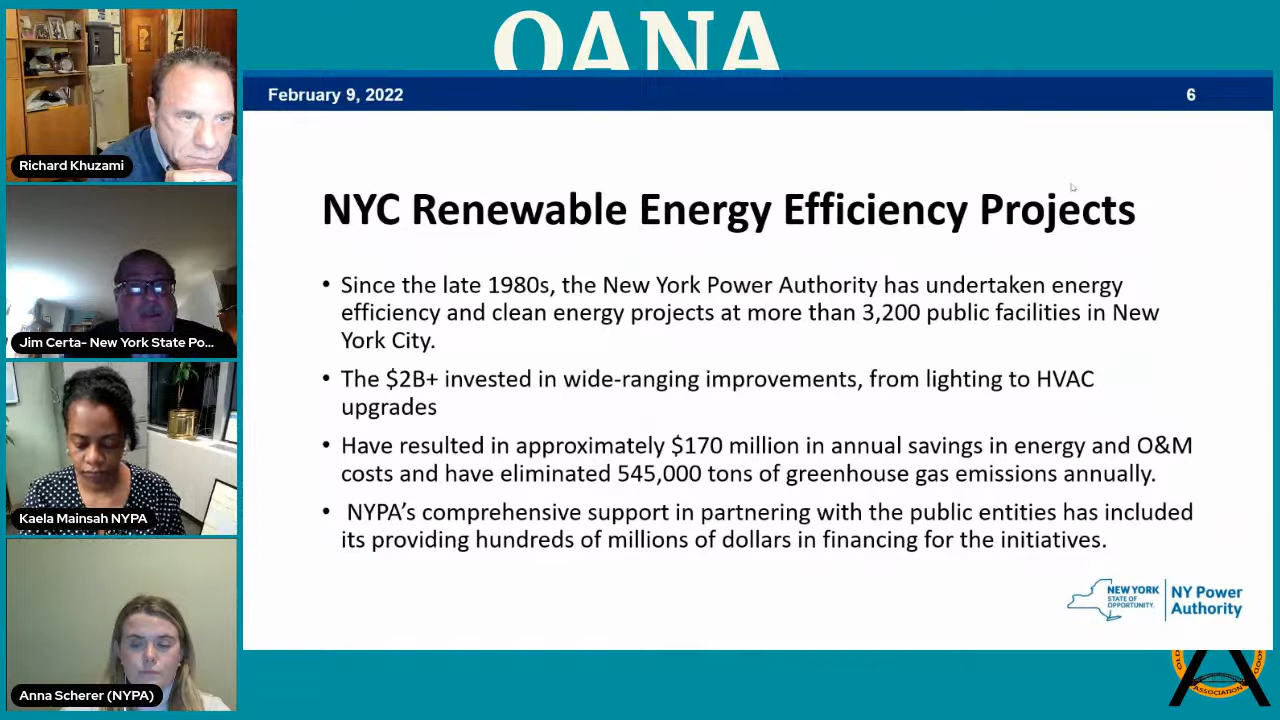 OANA
February 9, 2022
6
Richard Khuzami
NYC Renewable Energy Efficiency Projects
• Since the late 1980s, the New York Power Authority has undertaken energy
efficiency and clean energy projects at more than 3,200 public facilities in New
York City.
Jim Certa- New York State Po...
• The $2B+ invested in wide-ranging improvements, from lighting to HVAC
upgrades
• Have resulted in approximately $170 million in annual savings in energy and O&M
costs and have eliminated 545,000 tons of greenhouse gas emissions annually.
Kaela Mainsah NYPA
• NYPA’s comprehensive support in partnering with the public entities has included
its providing hundreds of millions of dollars in financing for the initiatives.
NEW YORK
STATE OF
OPPORTUNITY.
NY Power
Authority
Anna Scherer (NYPA)
OLD
ASSOCIATION